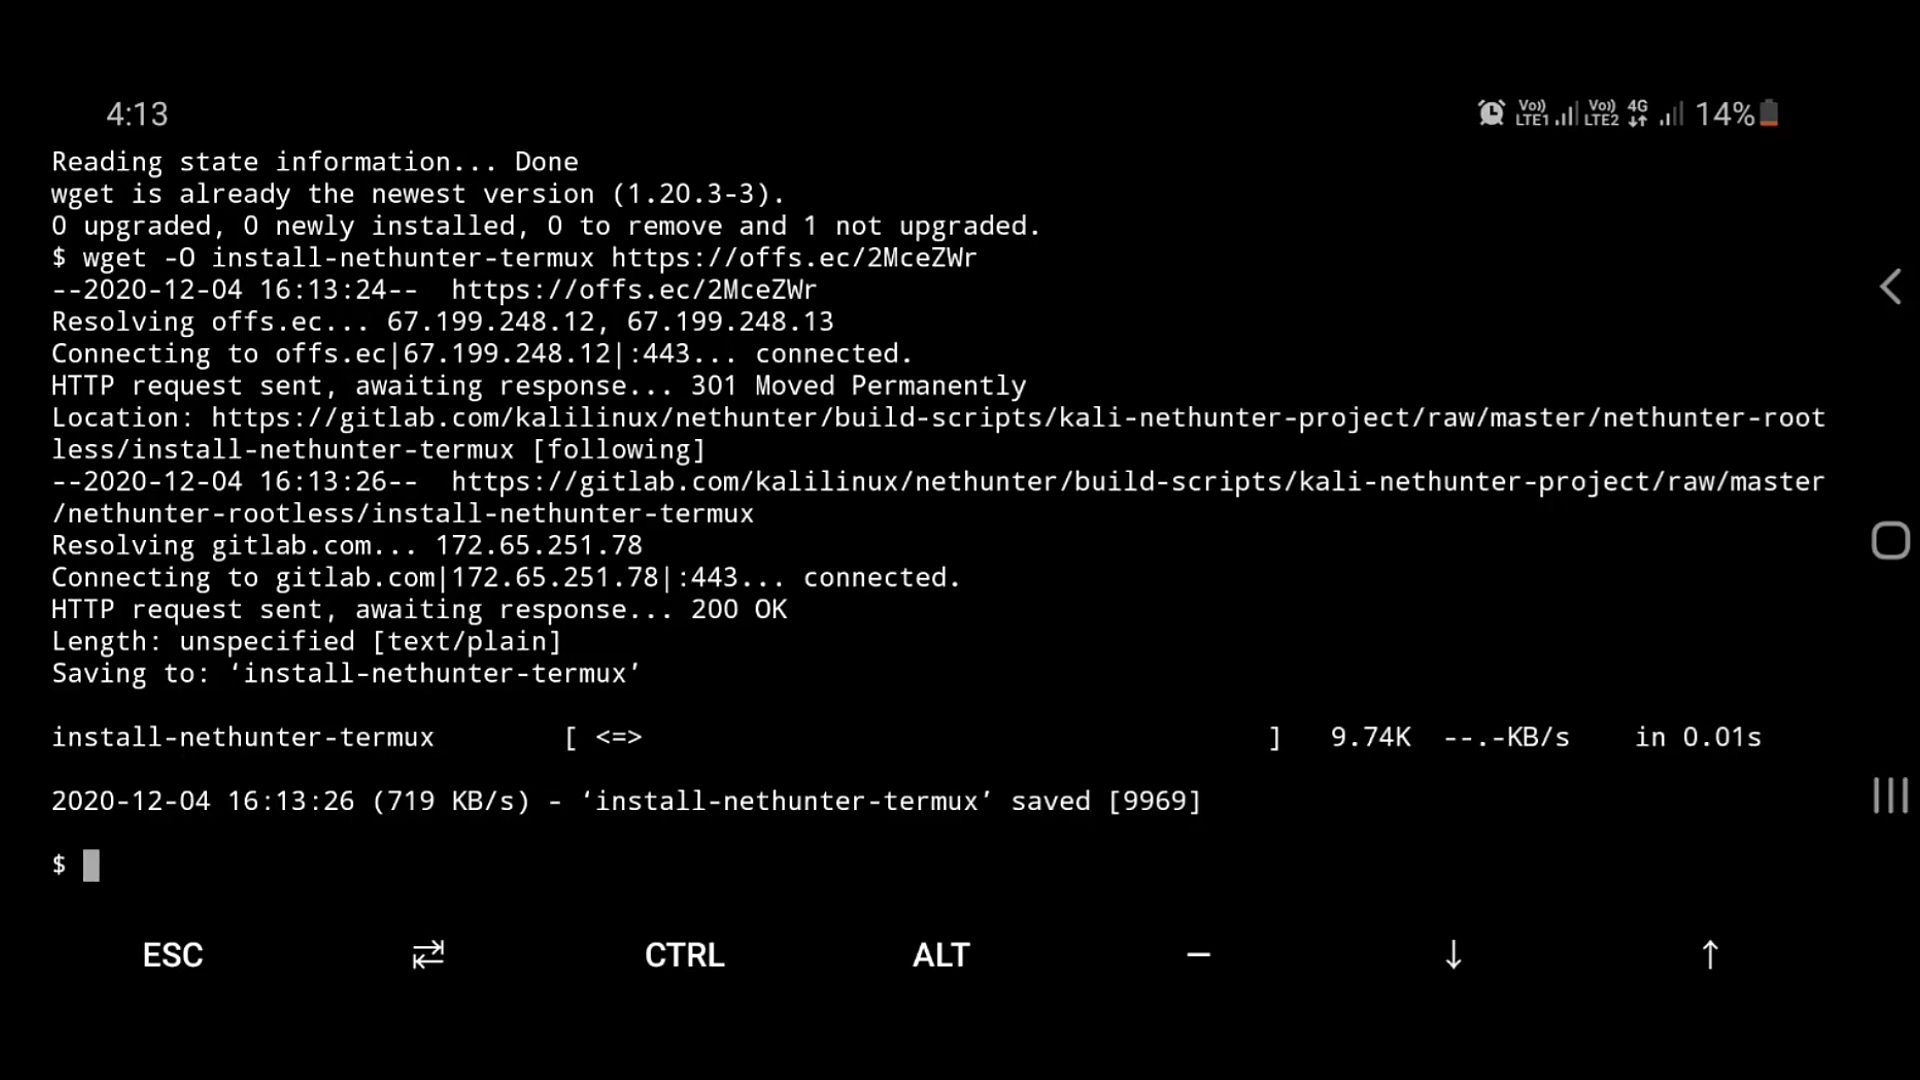 4:13
Vo)) LTE1 Vo)) LTE2 4G 14%
Reading state information... Done
wget is already the newest version (1.20.3-3).
0 upgraded, 0 newly installed, 0 to remove and 1 not upgraded.
$ wget -O install-nethunter-termux https://offs.ec/2MceZWr
--2020-12-04 16:13:24--  https://offs.ec/2MceZWr
Resolving offs.ec... 67.199.248.12, 67.199.248.13
Connecting to offs.ec|67.199.248.12|:443... connected.
HTTP request sent, awaiting response... 301 Moved Permanently
Location: https://gitlab.com/kalilinux/nethunter/build-scripts/kali-nethunter-project/raw/master/nethunter-root
less/install-nethunter-termux [following]
--2020-12-04 16:13:26--  https://gitlab.com/kalilinux/nethunter/build-scripts/kali-nethunter-project/raw/master
/nethunter-rootless/install-nethunter-termux
Resolving gitlab.com... 172.65.251.78
Connecting to gitlab.com|172.65.251.78|:443... connected.
HTTP request sent, awaiting response... 200 OK
Length: unspecified [text/plain]
Saving to: ‘install-nethunter-termux’
install-nethunter-termux        [ <=>                                       ]   9.74K  --.-KB/s    in 0.01s
2020-12-04 16:13:26 (719 KB/s) - ‘install-nethunter-termux’ saved [9969]
$
ESC ⇄ CTRL ALT — ↓ ↑